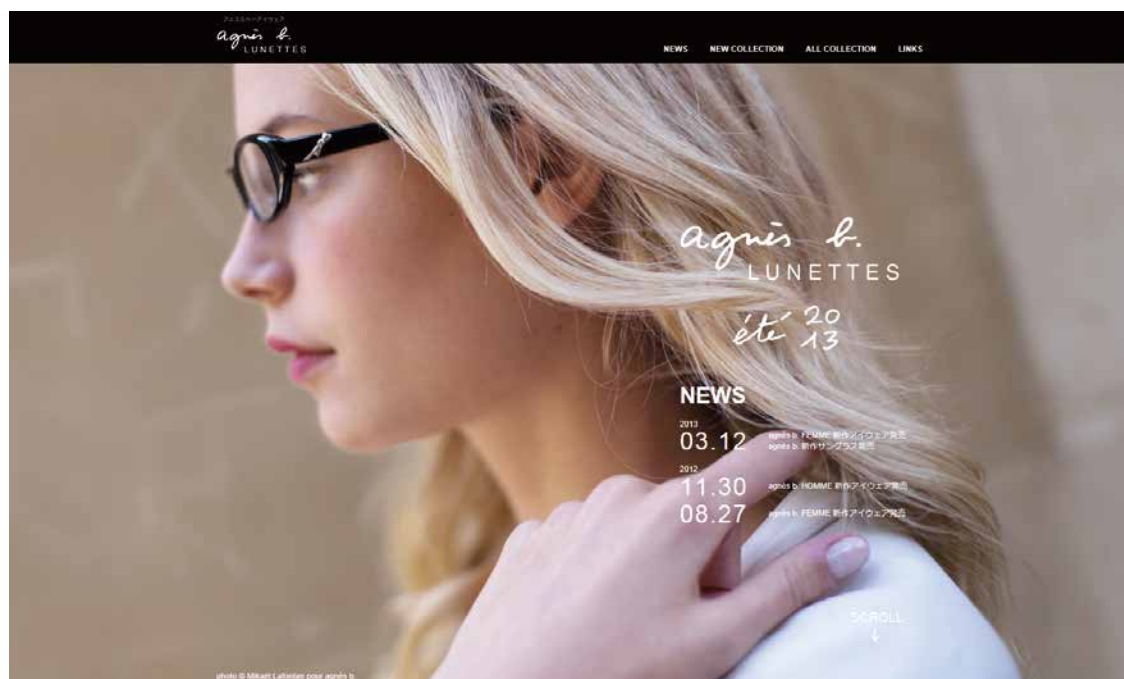 アニエスベーアイウェア
agnès b.
LUNETTES
NEWS NEW COLLECTION ALL COLLECTION LINKS
agnès b.
LUNETTES
été 20
13
NEWS
2013
03.12 agnès b. FEMME 新作アイウェア発売
agnès b. 新作サングラス発売
2012
11.30 agnès b. HOMME 新作アイウェア発売
08.27 agnès b. FEMME 新作アイウェア発売
SCROLL
photo © Mikael pour agnès b.